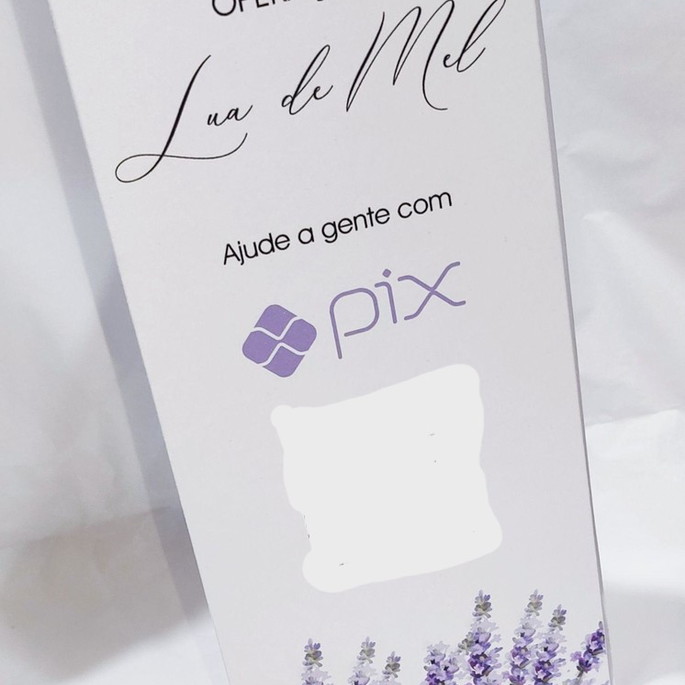 Lua de Mel
Ajude a gente com
pix